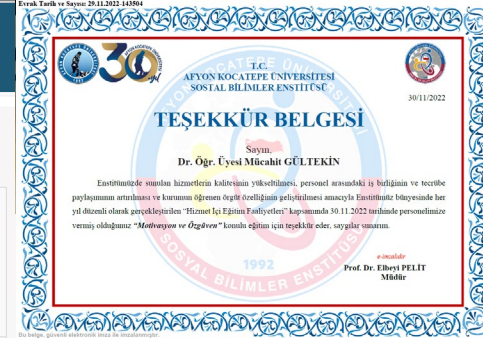 Evrak Tarih ve Sayısı: 29.11.2022-143504
T.C.
AFYON KOCATEPE ÜNİVERSİTESİ
SOSYAL BİLİMLER ENSTİTÜSÜ
30/11/2022
TEŞEKKÜR BELGESİ
Sayın,
Dr. Öğr. Üyesi Mücahit GÜLTEKİN
Enstitümüzde sunulan hizmetlerin kalitesinin yükseltilmesi, personel arasındaki iş birliğinin ve tecrübe
paylaşımının artırılması ve kurumun öğrenen örgüt özelliğinin geliştirilmesi amacıyla Enstitümüz bünyesinde her
yıl düzenli olarak gerçekleştirilen "Hizmet İçi Eğitim Faaliyetleri" kapsamında 30.11.2022 tarihinde personelimize
vermiş olduğunuz "Motivasyon ve Özgüven" konulu eğitim için teşekkür eder, saygılar sunarım.
e-imzalıdır
Prof. Dr. Elbeyi PELİT
Müdür
AFYON KOCATEPE ÜNİVERSİTESİ
1992
SOSYAL BİLİMLER ENSTİTÜSÜ
Bu belge, güvenli elektronik imza ile imzalanmıştır.